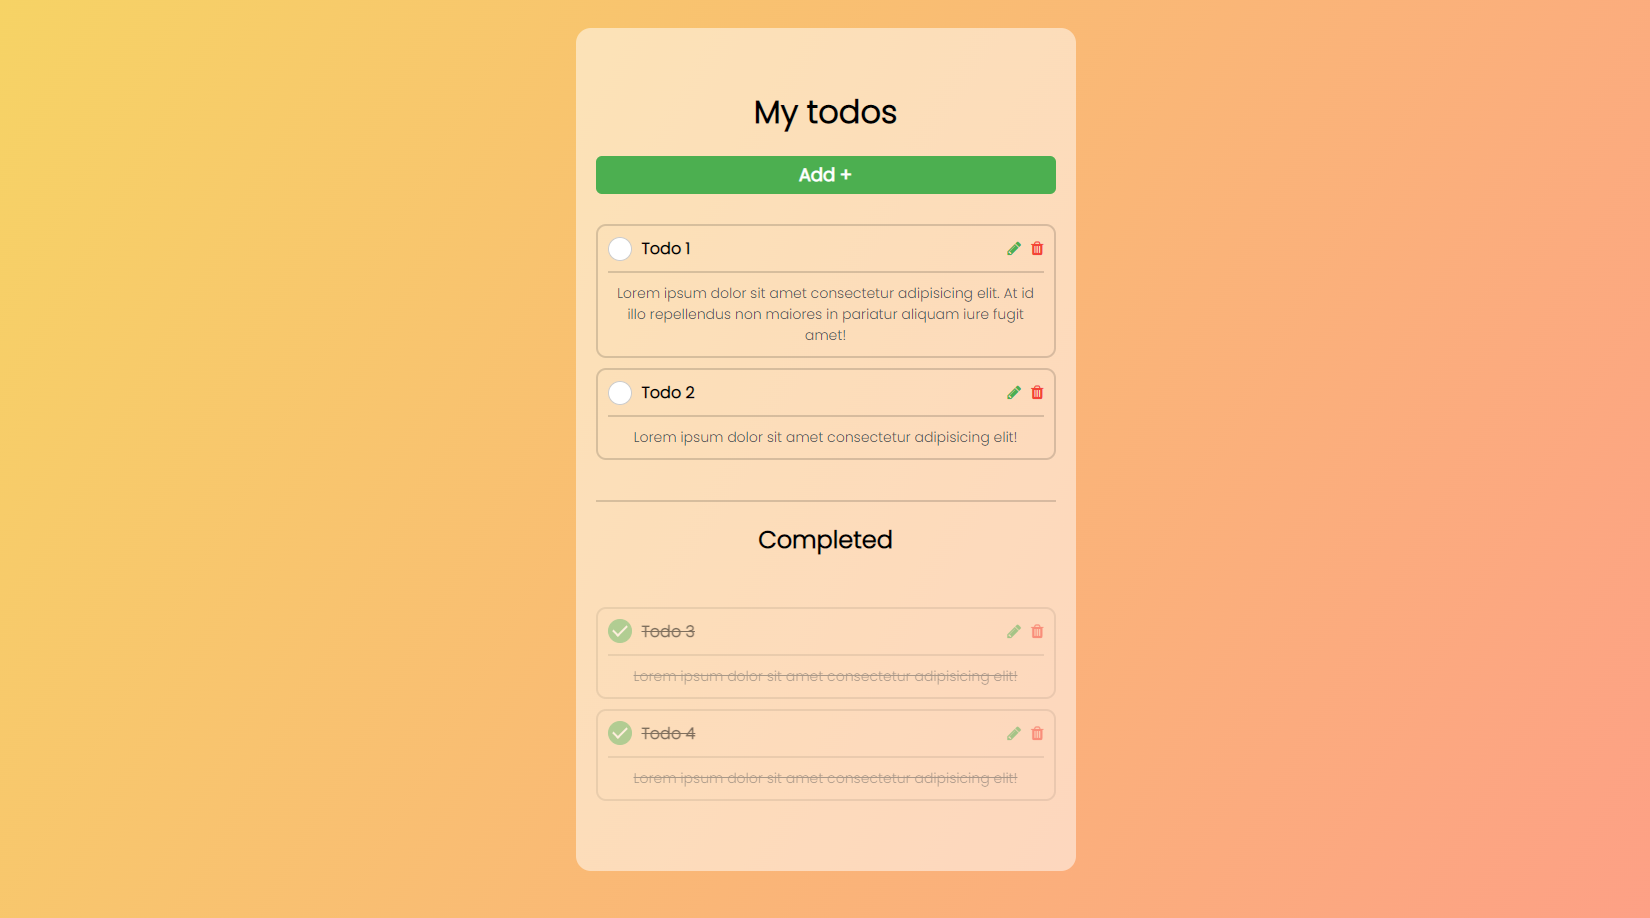 My todos
Add +
Todo 1
Lorem ipsum dolor sit amet consectetur adipisicing elit. At id
illo repellendus non maiores in pariatur aliquam iure fugit
amet!
Todo 2
Lorem ipsum dolor sit amet consectetur adipisicing elit!
Completed
Todo 3
Lorem ipsum dolor sit amet consectetur adipisicing elit!
Todo 4
Lorem ipsum dolor sit amet consectetur adipisicing elit!